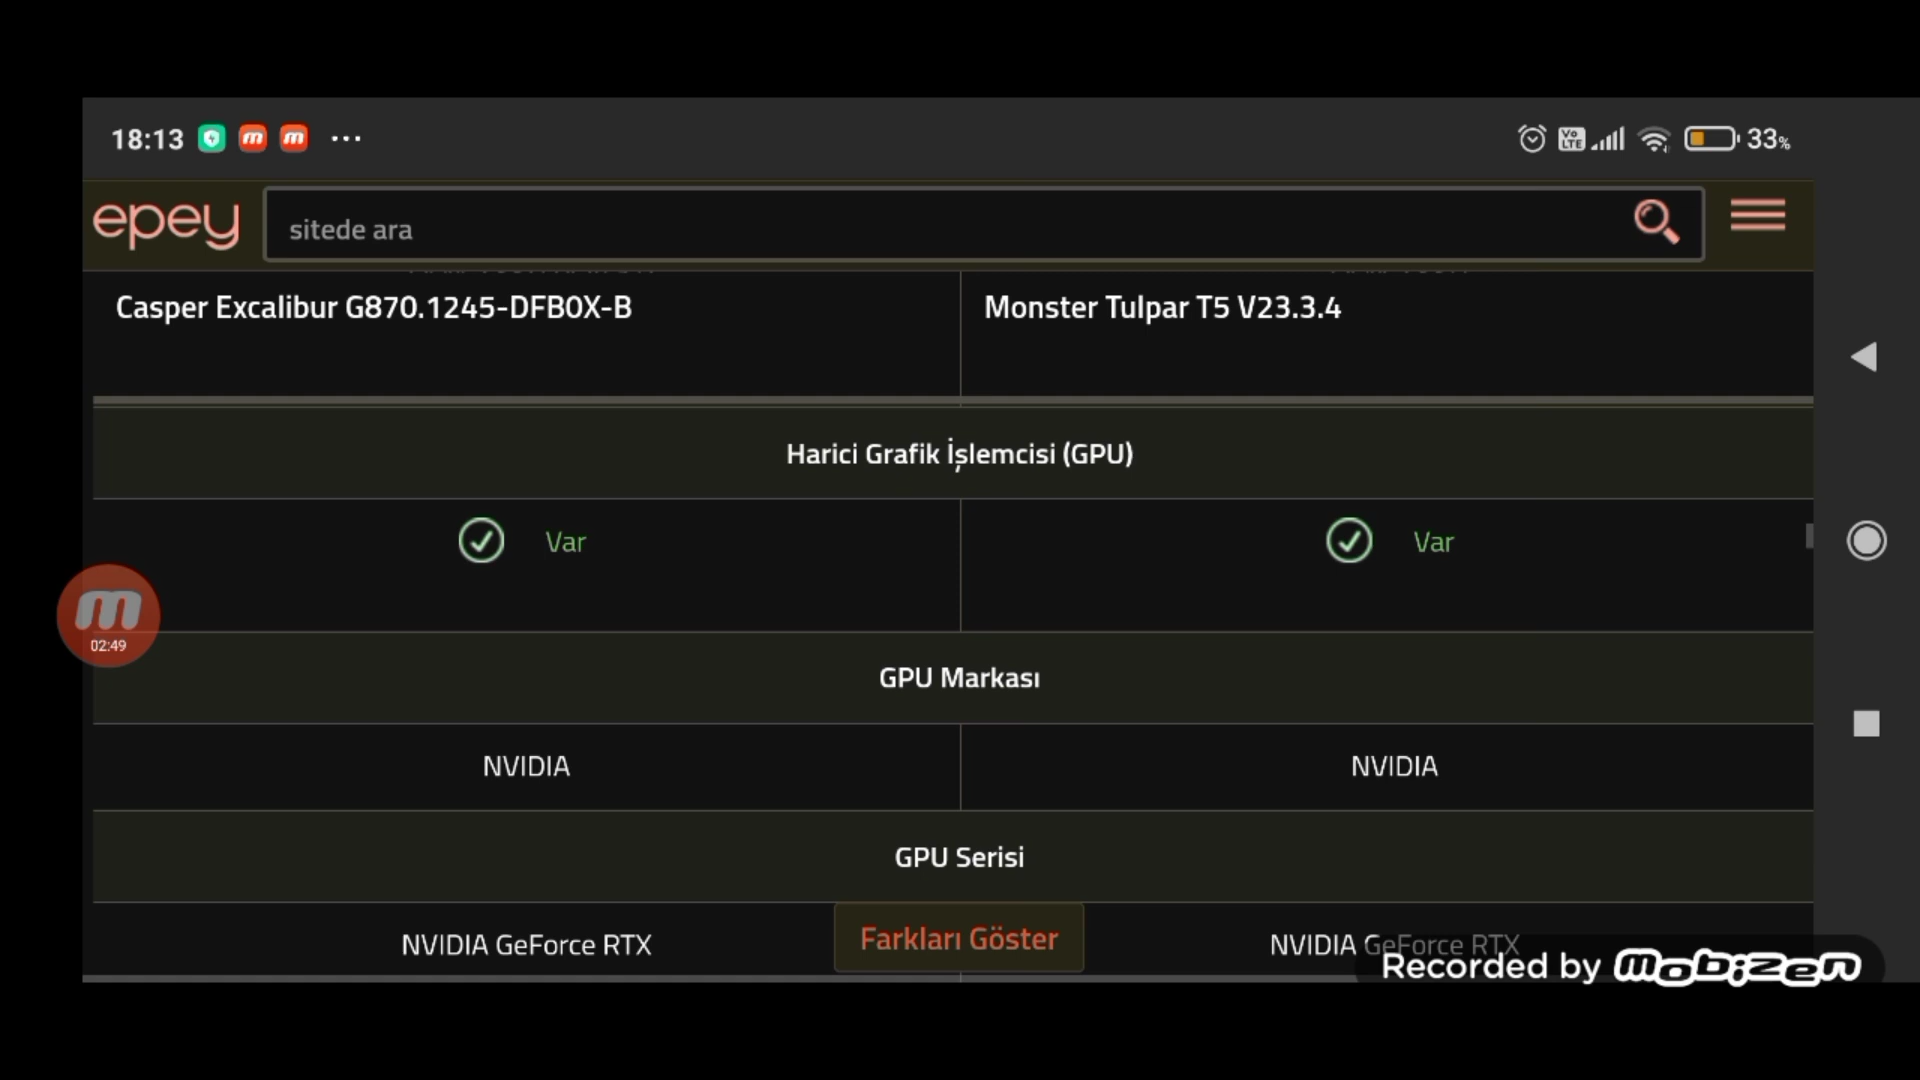 18:13 m m ...
Vo LTE 33%
epey
sitede ara
Casper Excalibur G870.1245-DFB0X-B
Monster Tulpar T5 V23.3.4
Harici Grafik İşlemcisi (GPU)
Var
Var
m
02:49
GPU Markası
NVIDIA
NVIDIA
GPU Serisi
NVIDIA GeForce RTX
Farkları Göster
NVIDIA GeForce RTX
Recorded by mobizen